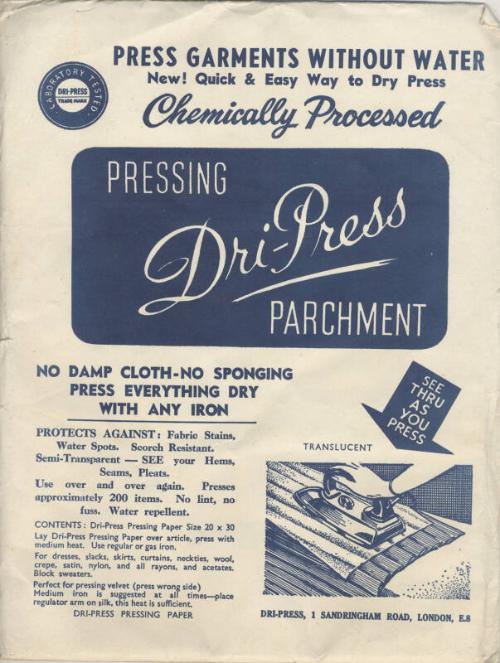 LABORATORY TESTED
DRI-PRESS
TRADE MARK
PRESS GARMENTS WITHOUT WATER
New! Quick & Easy Way to Dry Press
Chemically Processed
PRESSING
Dri-Press
PARCHMENT
NO DAMP CLOTH-NO SPONGING
PRESS EVERYTHING DRY
WITH ANY IRON
SEE
THRU
AS
YOU
PRESS
PROTECTS AGAINST: Fabric Stains,
Water Spots. Scorch Resistant.
Semi-Transparent — SEE your Hems,
Seams, Pleats.
Use over and over again. Presses
approximately 200 items. No lint, no
fuss. Water repellent.
TRANSLUCENT
CONTENTS: Dri-Press Pressing Paper Size 20 x 30
Lay Dri-Press Pressing Paper over article, press with
medium heat. Use regular or gas iron.
For dresses, slacks, skirts, curtains, neckties, wool,
crepe, satin, nylon, and all rayons, and acetates.
Block sweaters.
Perfect for pressing velvet (press wrong side)
Medium iron is suggested at all times—place
regulator arm on silk, this heat is sufficient.
DRI-PRESS PRESSING PAPER
DRI-PRESS, 1 SANDRINGHAM ROAD, LONDON, E.8